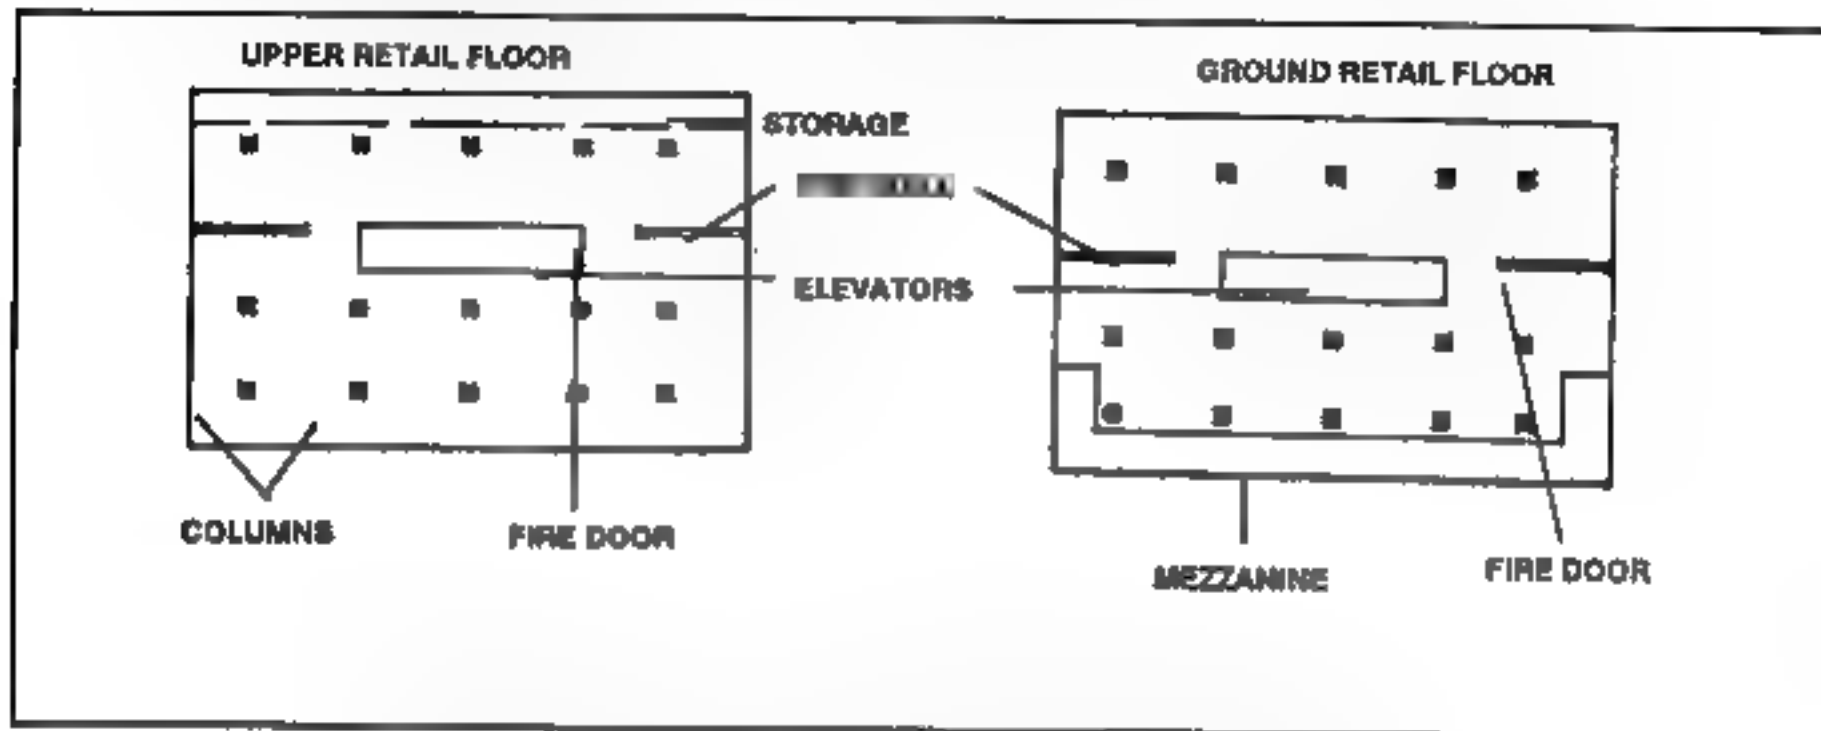 UPPER RETAIL FLOOR
GROUND RETAIL FLOOR
STORAGE
ELEVATORS
COLUMNS
FIRE DOOR
MEZZANINE
FIRE DOOR